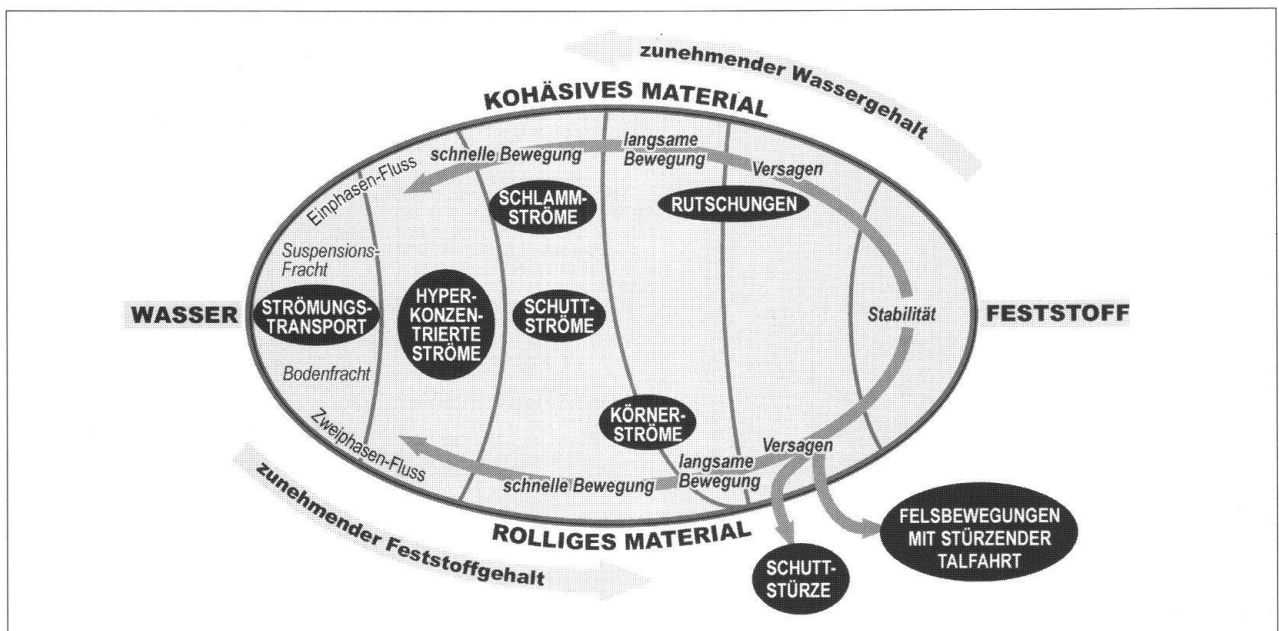 zunehmender Wassergehalt
KOHÄSIVES MATERIAL
Einphasen-Fluss
schnelle Bewegung
langsame
Bewegung
Versagen
SCHLAMM-
STRÖME
RUTSCHUNGEN
Suspensions-
Fracht
WASSER
STRÖMUNGS-
TRANSPORT
HYPER-
KONZEN-
TRIERTE
STRÖME
SCHUTT-
STRÖME
Stabilität
FESTSTOFF
Bodenfracht
Zweiphasen-Fluss
KÖRNER-
STRÖME
Versagen
langsame
Bewegung
schnelle Bewegung
zunehmender Feststoffgehalt
ROLLIGES MATERIAL
SCHUTT-
STÜRZE
FELSBEWEGUNGEN
MIT STÜRZENDER
TALFAHRT